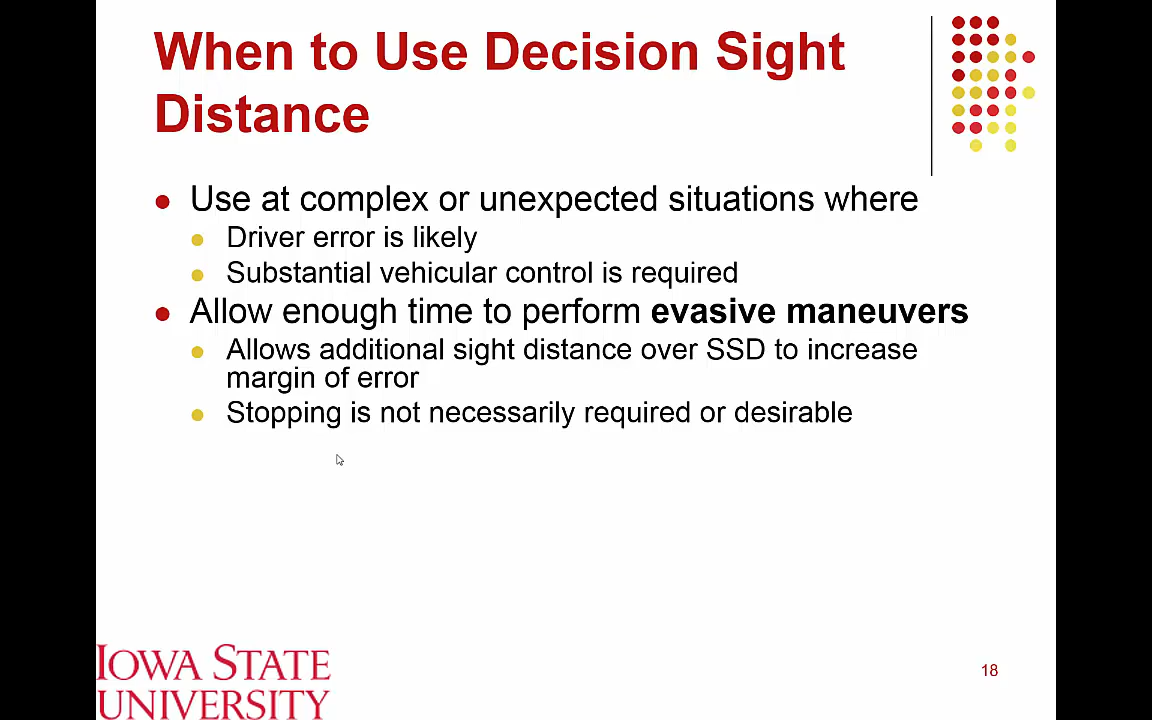 When to Use Decision Sight
Distance
Use at complex or unexpected situations where
Driver error is likely
Substantial vehicular control is required
Allow enough time to perform evasive maneuvers
Allows additional sight distance over SSD to increase
margin of error
Stopping is not necessarily required or desirable
IOWA STATE
UNIVERSITY
18